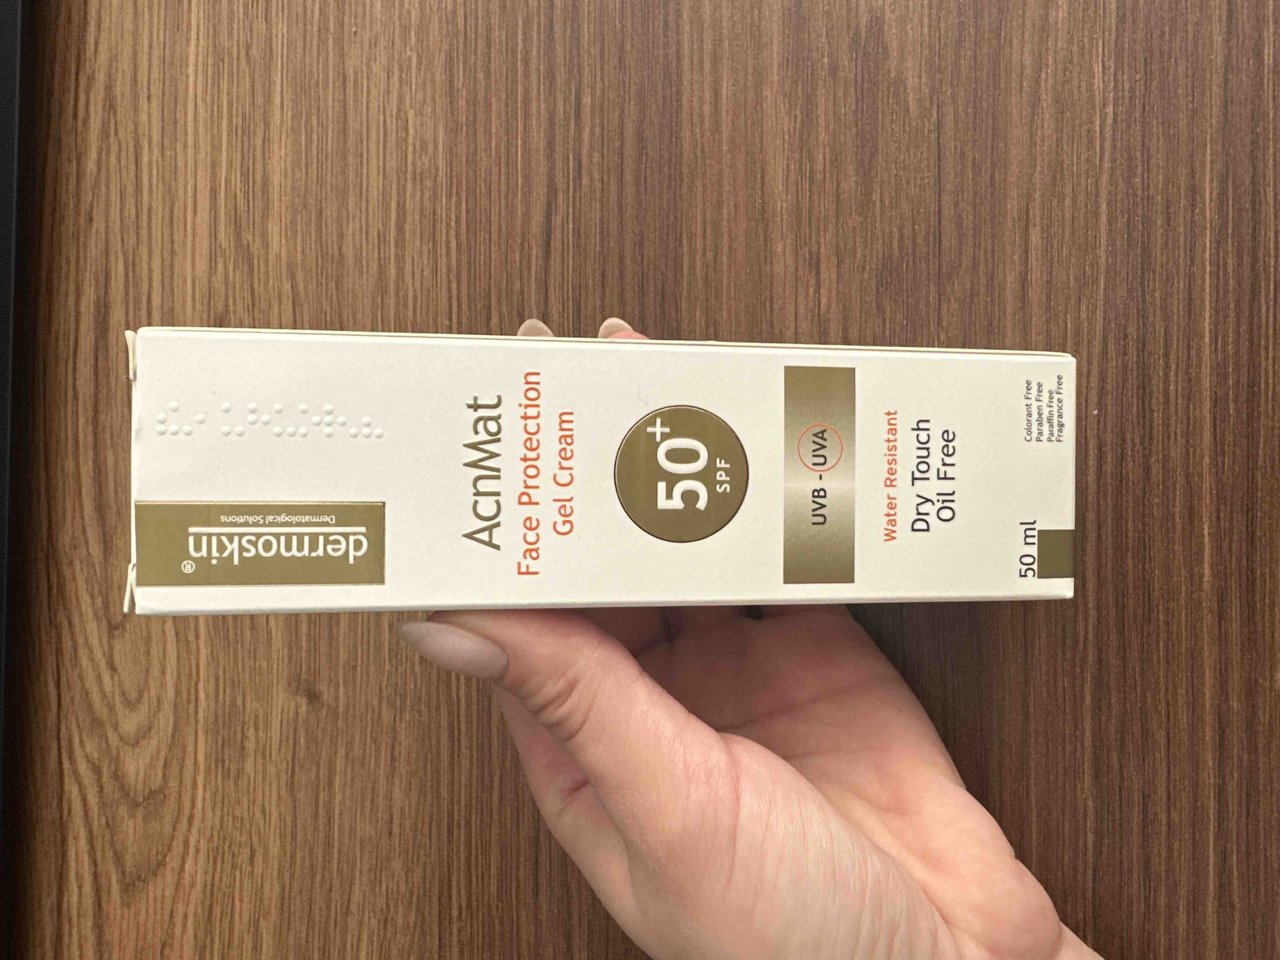 dermoskin®
Dermatological Solutions
AcnMat
Face Protection
Gel Cream
50+
SPF
UVB - UVA
Water Resistant
Dry Touch
Oil Free
50 ml
Colorant Free
Paraben Free
Paraffin Free
Fragrance Free